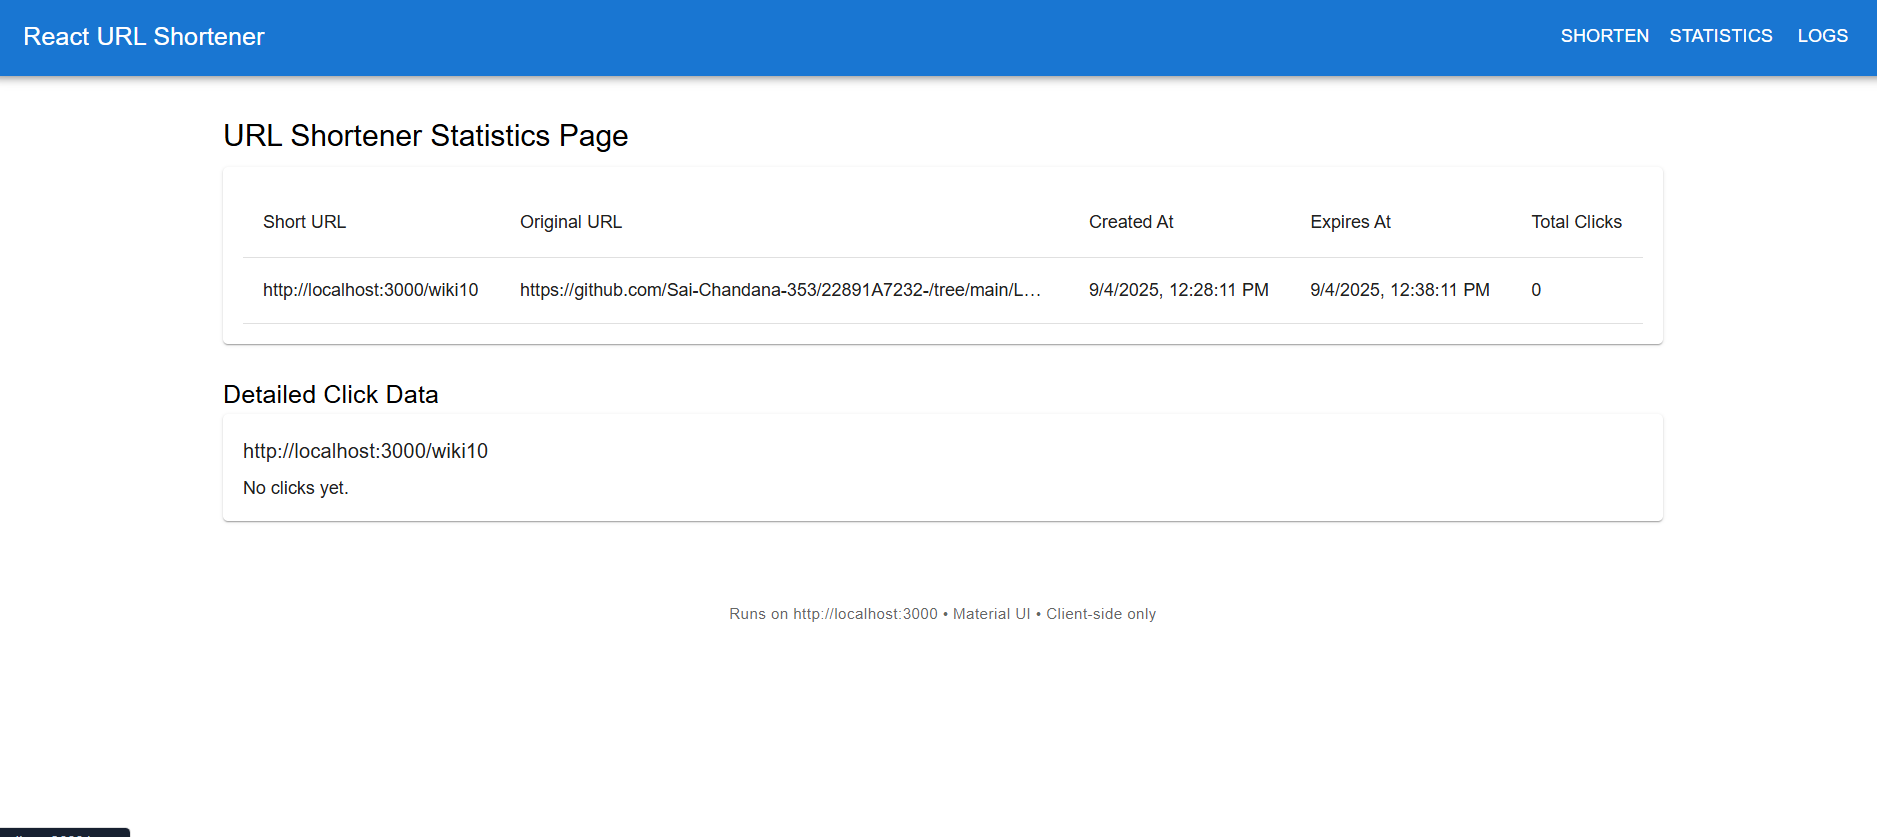 React URL Shortener
SHORTEN STATISTICS LOGS
URL Shortener Statistics Page
Short URL Original URL Created At Expires At Total Clicks
http://localhost:3000/wiki10 https://github.com/Sai-Chandana-353/22891A7232-/tree/main/L… 9/4/2025, 12:28:11 PM 9/4/2025, 12:38:11 PM 0
Detailed Click Data
http://localhost:3000/wiki10
No clicks yet.
Runs on http://localhost:3000 • Material UI • Client-side only